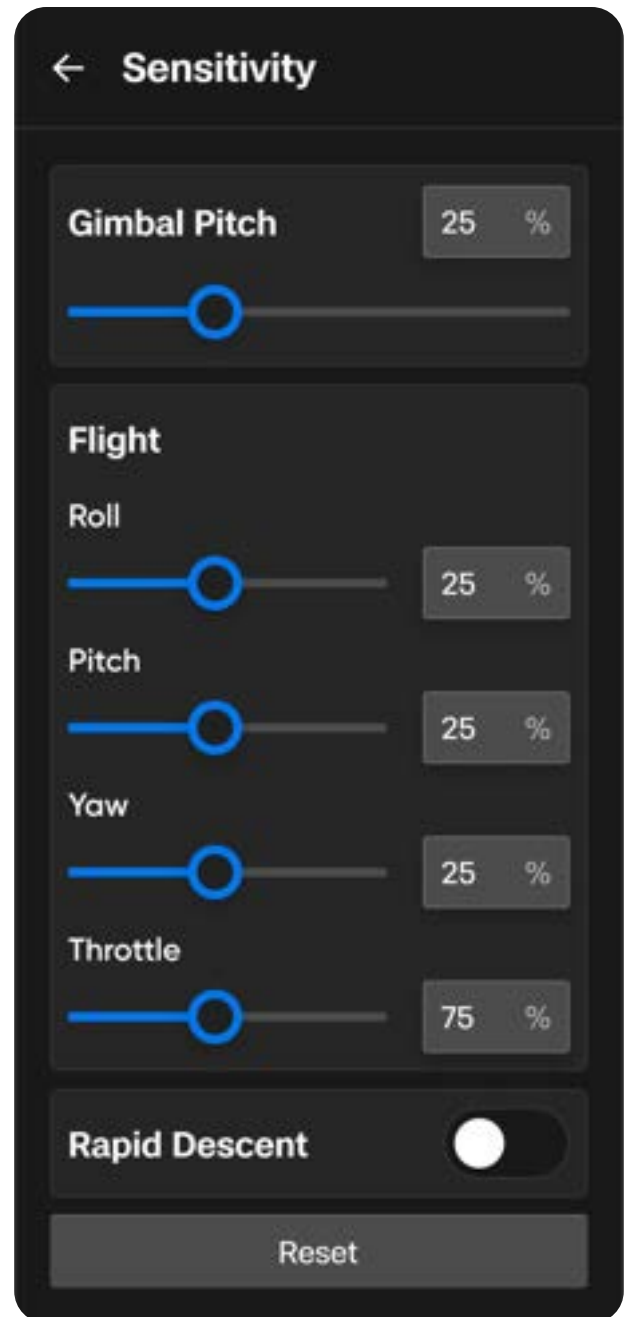 Sensitivity
Gimbal Pitch 25 %
Flight
Roll
25 %
Pitch
25 %
Yaw
25 %
Throttle
75 %
Rapid Descent
Reset